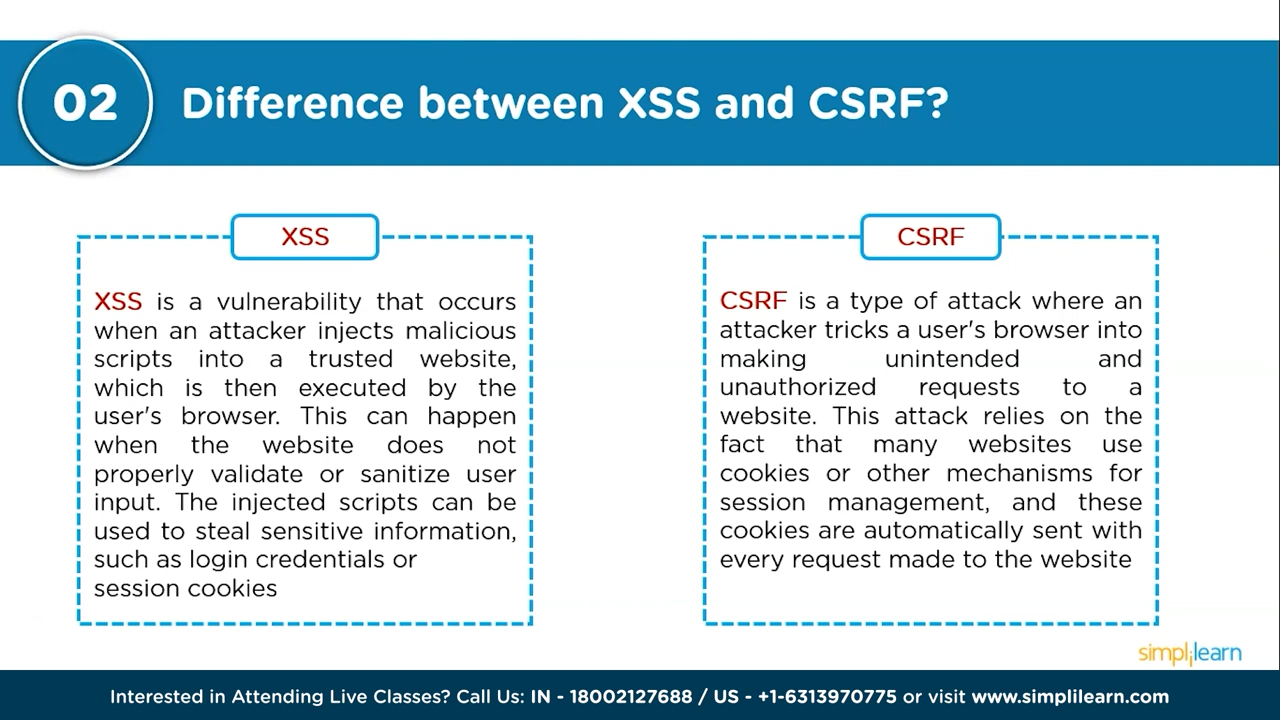 02
Difference between XSS and CSRF?
XSS
XSS is a vulnerability that occurs
when an attacker injects malicious
scripts into a trusted website,
which is then executed by the
user's browser. This can happen
when the website does not
properly validate or sanitize user
input. The injected scripts can be
used to steal sensitive information,
such as login credentials or
session cookies
CSRF
CSRF is a type of attack where an
attacker tricks a user's browser into
making unintended and
unauthorized requests to a
website. This attack relies on the
fact that many websites use
cookies or other mechanisms for
session management, and these
cookies are automatically sent with
every request made to the website
simplilearn
Interested in Attending Live Classes? Call Us: IN - 18002127688 / US - +1-6313970775 or visit www.simplilearn.com